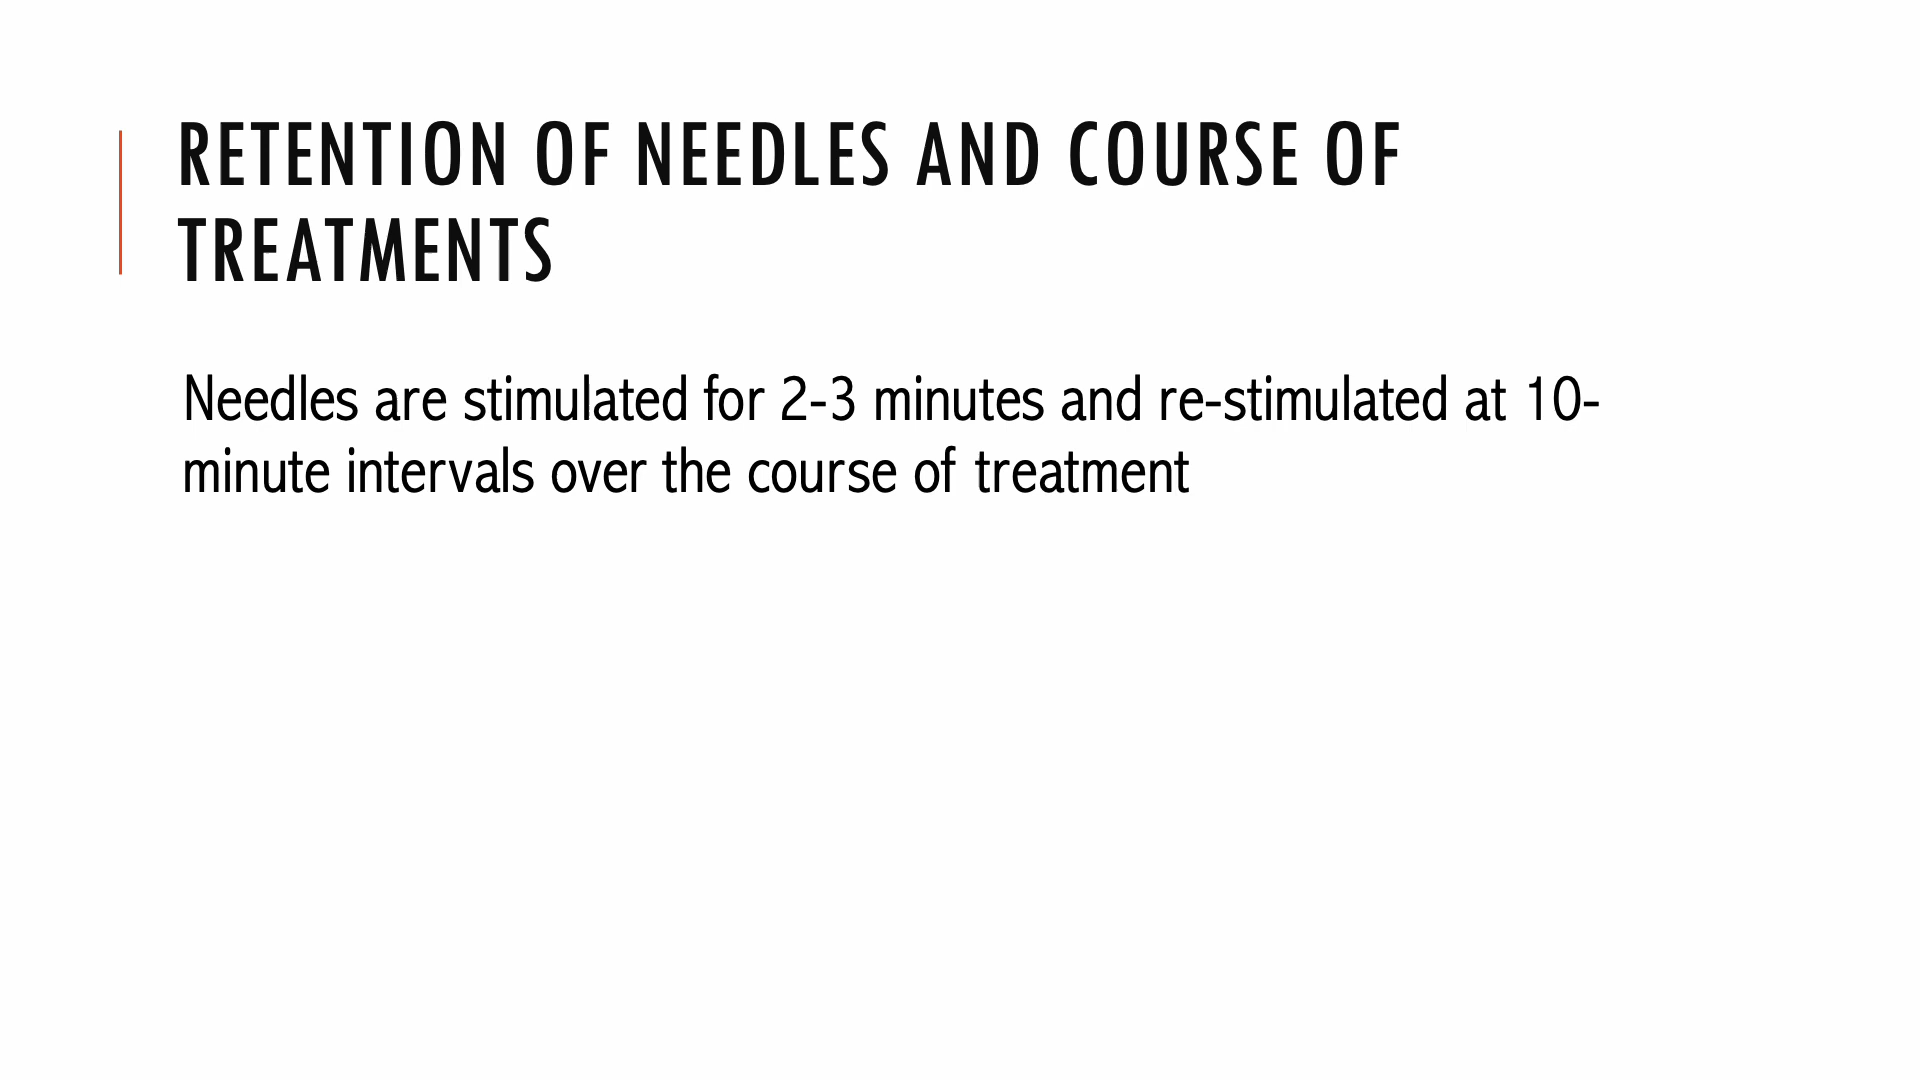 RETENTION OF NEEDLES AND COURSE OF
TREATMENTS
Needles are stimulated for 2-3 minutes and re-stimulated at 10-
minute intervals over the course of treatment